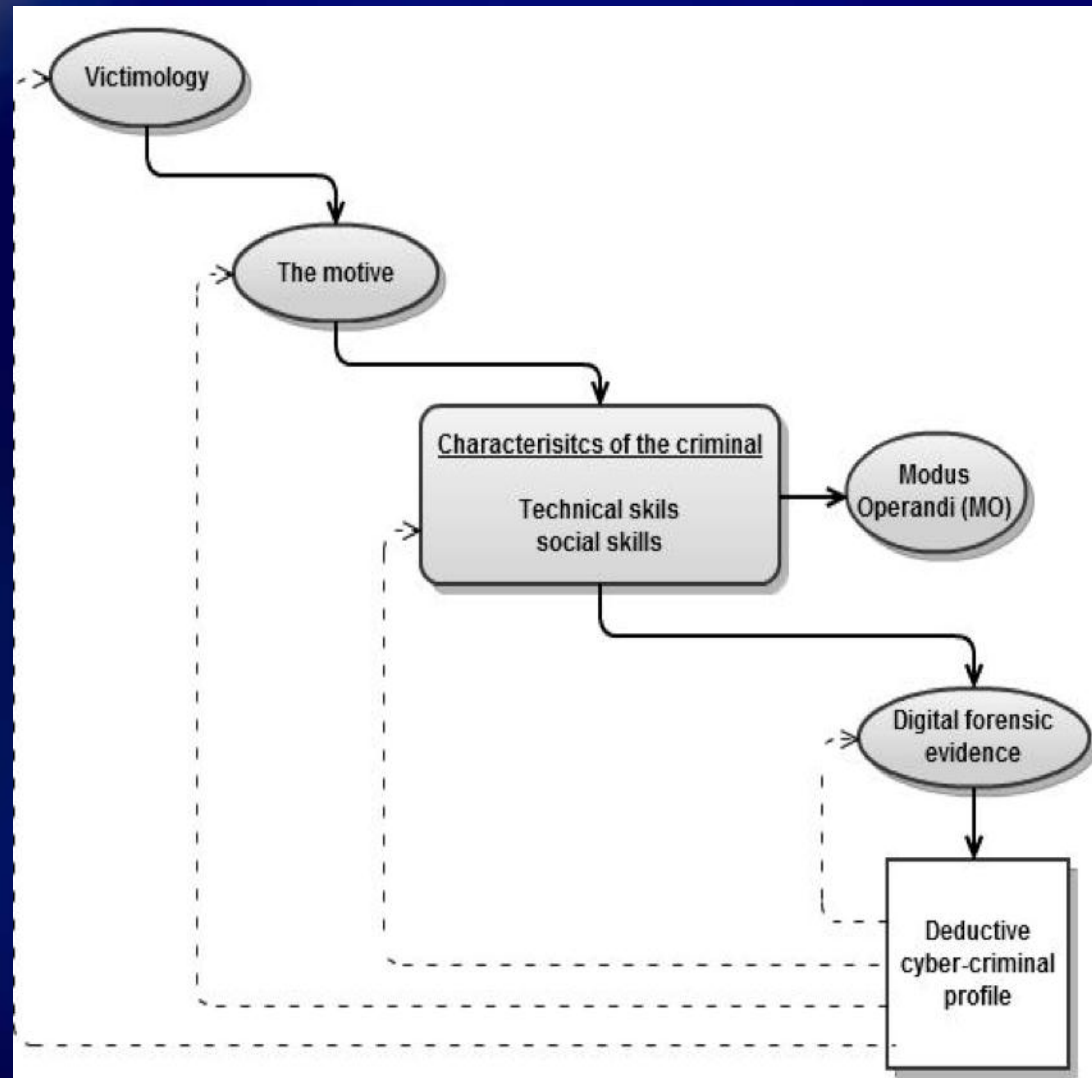 Victimology
The motive
Characterisitcs of the criminal
Technical skils
social skills
Modus
Operandi (MO)
Digital forensic
evidence
Deductive
cyber-criminal
profile